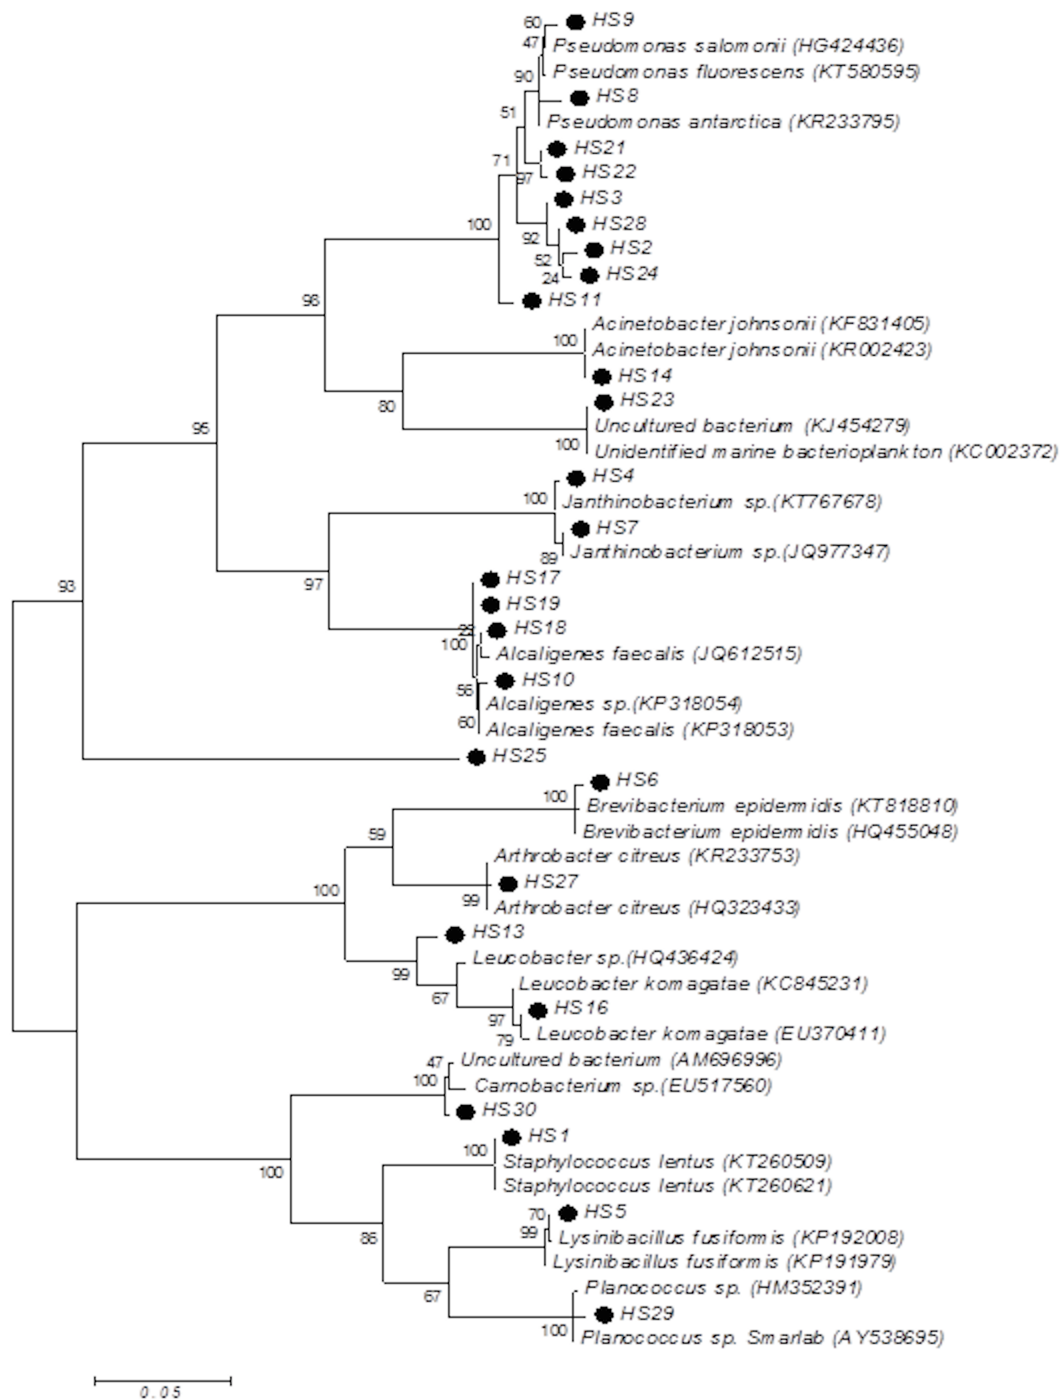 60
HS9
47
Pseudomonas salomonii (HG424436)
Pseudomonas fluorescens (KT580595)
90
HS8
51
Pseudomonas antarctica (KR233795)
HS21
71
97
HS22
HS3
100
HS28
92
HS2
52
24
HS24
98
HS11
Acinetobacter johnsonii (KF831405)
100
Acinetobacter johnsonii (KR002423)
HS14
80
HS23
95
Uncultured bacterium (KJ454279)
100
Unidentified marine bacterioplankton (KC002372)
HS4
100
Janthinobacterium sp.(KT767678)
HS7
89
Janthinobacterium sp.(JQ977347)
93
97
HS17
HS19
HS18
100
Alcaligenes faecalis (JQ612515)
HS10
56
Alcaligenes sp.(KP318054)
60
Alcaligenes faecalis (KP318053)
HS25
HS6
100
Brevibacterium epidermidis (KT818810)
59
Brevibacterium epidermidis (HQ455048)
Arthrobacter citreus (KR233753)
100
HS27
99
Arthrobacter citreus (HQ323433)
HS13
99
Leucobacter sp.(HQ436424)
67
Leucobacter komagatae (KC845231)
HS16
97
79
Leucobacter komagatae (EU370411)
47
Uncultured bacterium (AM696996)
100
Carnobacterium sp.(EU517560)
HS30
HS1
100
100
Staphylococcus lentus (KT260509)
Staphylococcus lentus (KT260621)
70
HS5
86
99
Lysinibacillus fusiformis (KP192008)
Lysinibacillus fusiformis (KP191979)
67
Planococcus sp. (HM352391)
HS29
100
Planococcus sp. Smarlab (AY538695)
0.05